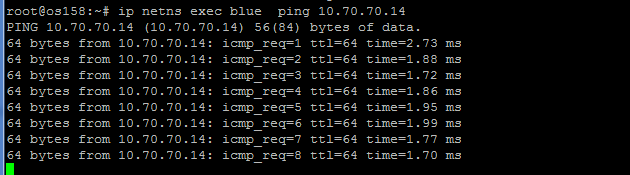 root@os158:~# ip netns exec blue  ping 10.70.70.14
PING 10.70.70.14 (10.70.70.14) 56(84) bytes of data.
64 bytes from 10.70.70.14: icmp_req=1 ttl=64 time=2.73 ms
64 bytes from 10.70.70.14: icmp_req=2 ttl=64 time=1.88 ms
64 bytes from 10.70.70.14: icmp_req=3 ttl=64 time=1.72 ms
64 bytes from 10.70.70.14: icmp_req=4 ttl=64 time=1.86 ms
64 bytes from 10.70.70.14: icmp_req=5 ttl=64 time=1.95 ms
64 bytes from 10.70.70.14: icmp_req=6 ttl=64 time=1.99 ms
64 bytes from 10.70.70.14: icmp_req=7 ttl=64 time=1.77 ms
64 bytes from 10.70.70.14: icmp_req=8 ttl=64 time=1.70 ms